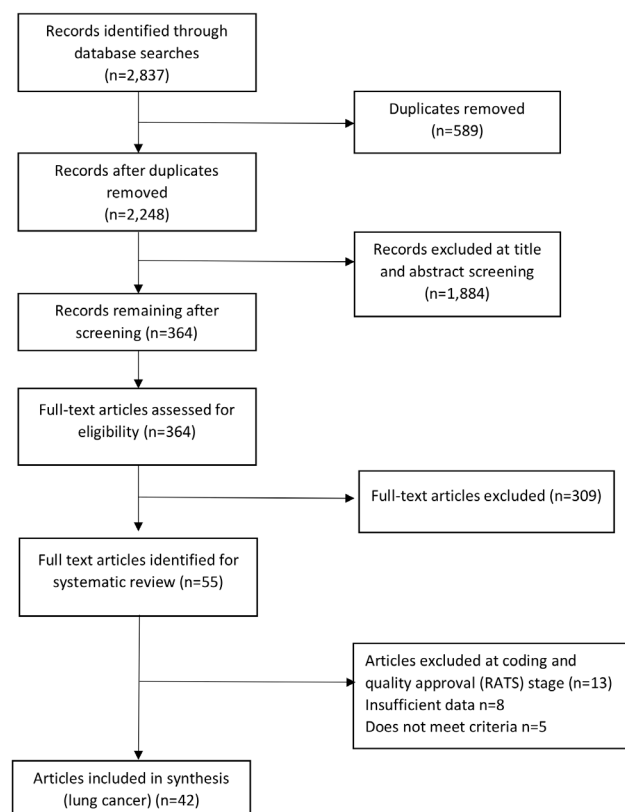 Records identified through
database searches
(n=2,837)
Duplicates removed
(n=589)
Records after duplicates
removed
(n=2,248)
Records excluded at title
and abstract screening
(n=1,884)
Records remaining after
screening (n=364)
Full-text articles assessed for
eligibility (n=364)
Full-text articles excluded (n=309)
Full text articles identified for
systematic review (n=55)
Articles excluded at coding and
quality approval (RATS) stage (n=13)
Insufficient data n=8
Does not meet criteria n=5
Articles included in synthesis
(lung cancer) (n=42)